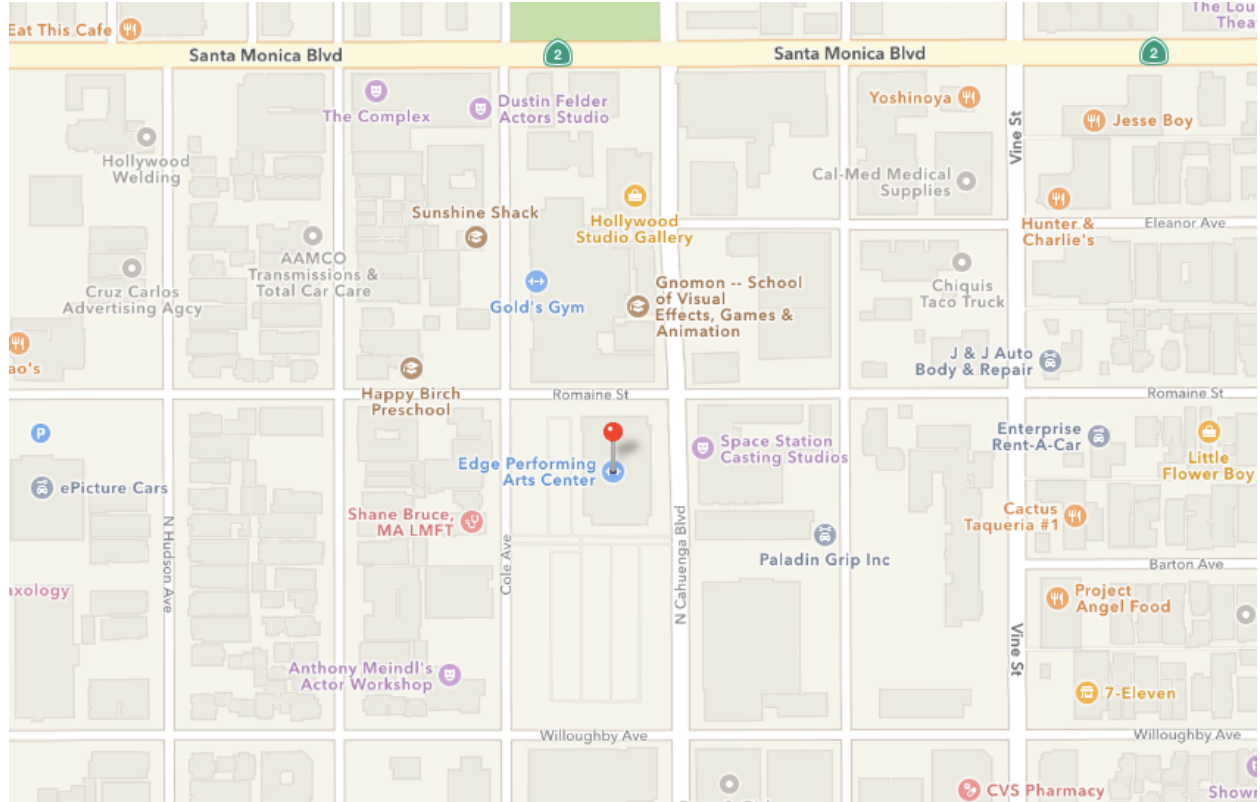 Eat This Cafe
The Lou
Thea
Santa Monica Blvd
2
Santa Monica Blvd
2
The Complex
Dustin Felder
Actors Studio
Yoshinoya
Vine St
Jesse Boy
Hollywood
Welding
Cal-Med Medical
Supplies
Sunshine Shack
Hollywood
Studio Gallery
Hunter &
Charlie's
Eleanor Ave
AAMCO
Transmissions &
Total Car Care
Cruz Carlos
Advertising Agcy
Gold's Gym
Gnomon -- School
of Visual
Effects, Games &
Animation
Chiquis
Taco Truck
ao's
J & J Auto
Body & Repair
Happy Birch
Preschool
Romaine St
Romaine St
P
Enterprise
Rent-A-Car
Space Station
Casting Studios
Little
Flower Boy
Edge Performing
Arts Center
ePicture Cars
Shane Bruce,
MA LMFT
Cactus
Taqueria #1
N Hudson Ave
Cole Ave
N Cahuenga Blvd
Paladin Grip Inc
Barton Ave
axology
Project
Angel Food
Vine St
Anthony Meindl's
Actor Workshop
7-Eleven
Willoughby Ave
Willoughby Ave
CVS Pharmacy
Show